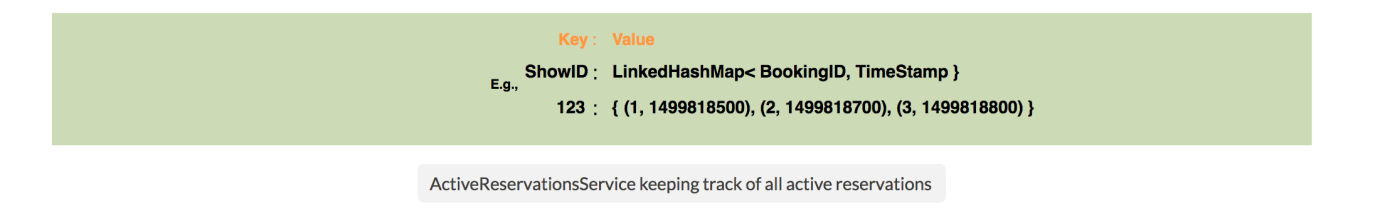 Key : Value
E.g., ShowID : LinkedHashMap< BookingID, TimeStamp }
123 : { (1, 1499818500), (2, 1499818700), (3, 1499818800) }
ActiveReservationsService keeping track of all active reservations